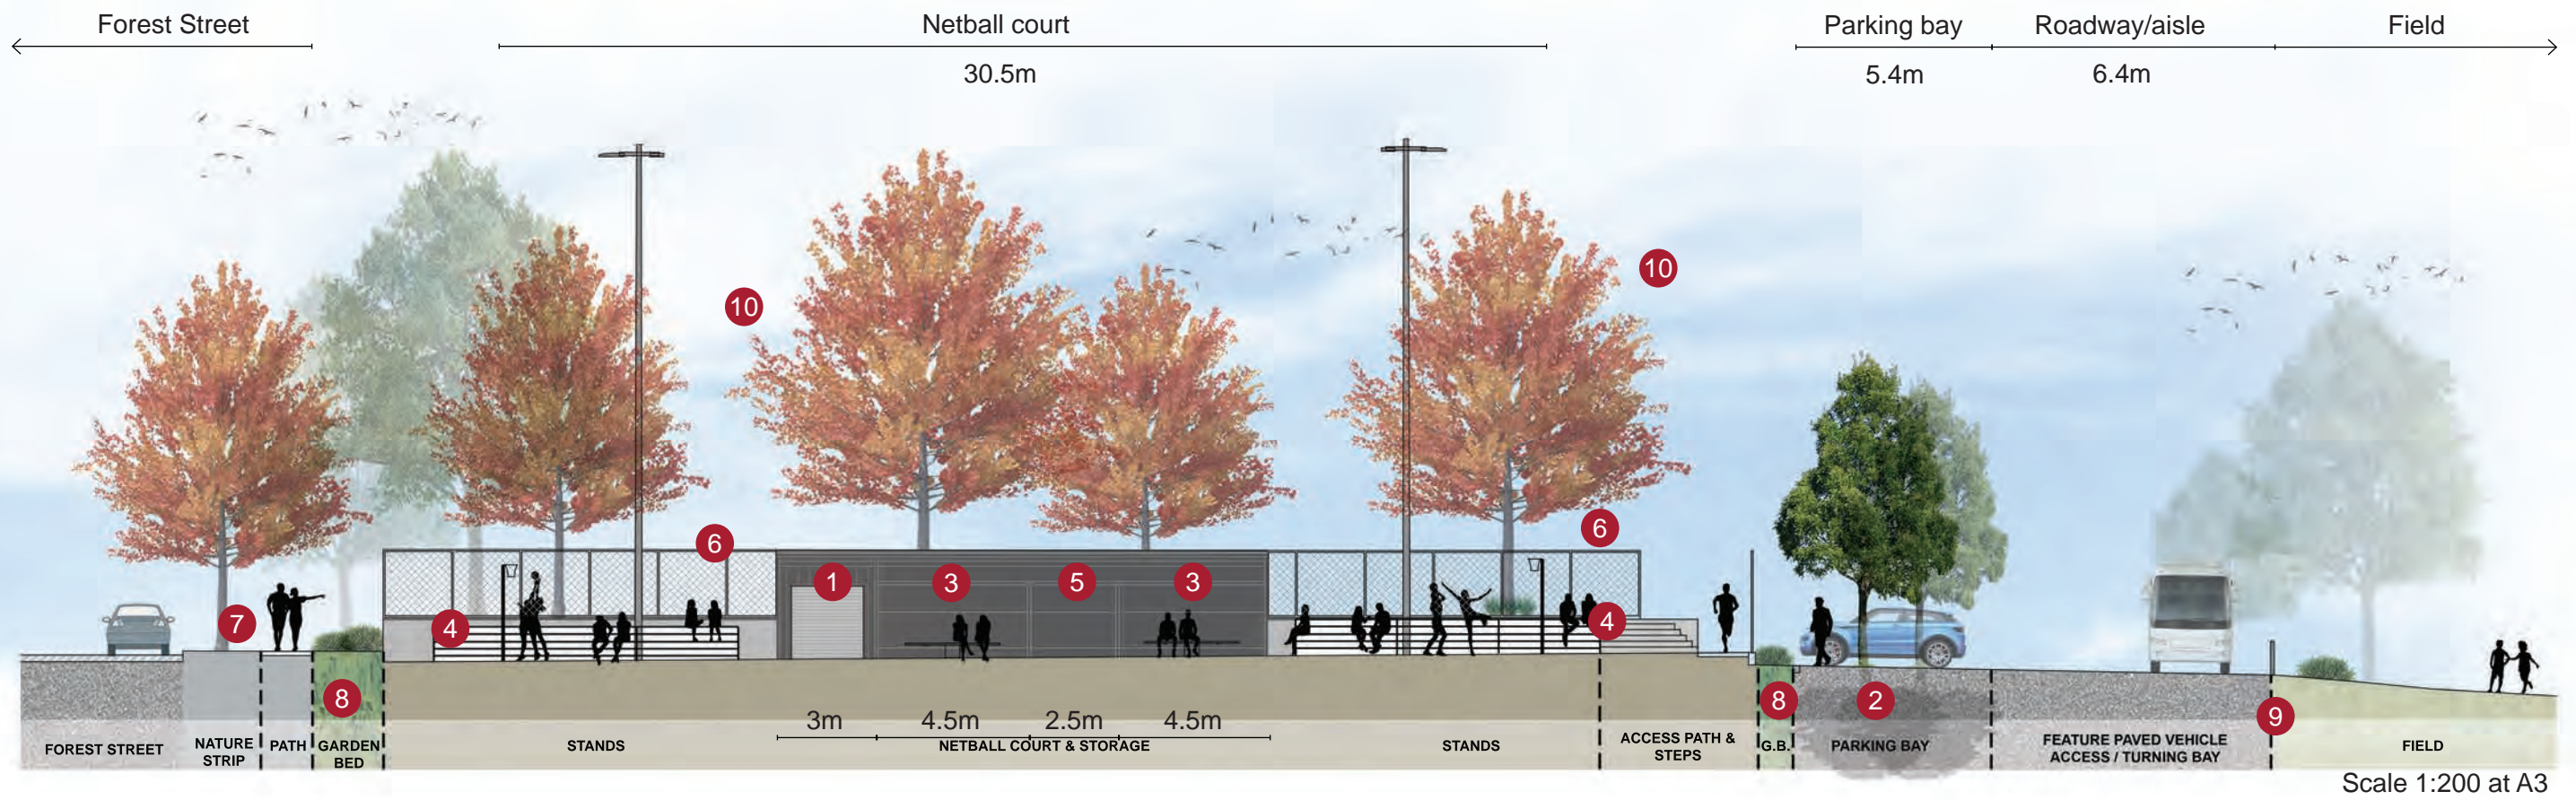 Forest Street
Netball court
Parking bay
Roadway/aisle
Field
30.5m
5.4m
6.4m
10
10
6
6
1
3
5
3
7
4
4
8
8
2
9
3m
4.5m
2.5m
4.5m
FOREST STREET
NATURE
STRIP
PATH
GARDEN
BED
STANDS
NETBALL COURT & STORAGE
STANDS
ACCESS PATH &
STEPS
G.B.
PARKING BAY
FEATURE PAVED VEHICLE
ACCESS / TURNING BAY
FIELD
Scale 1:200 at A3